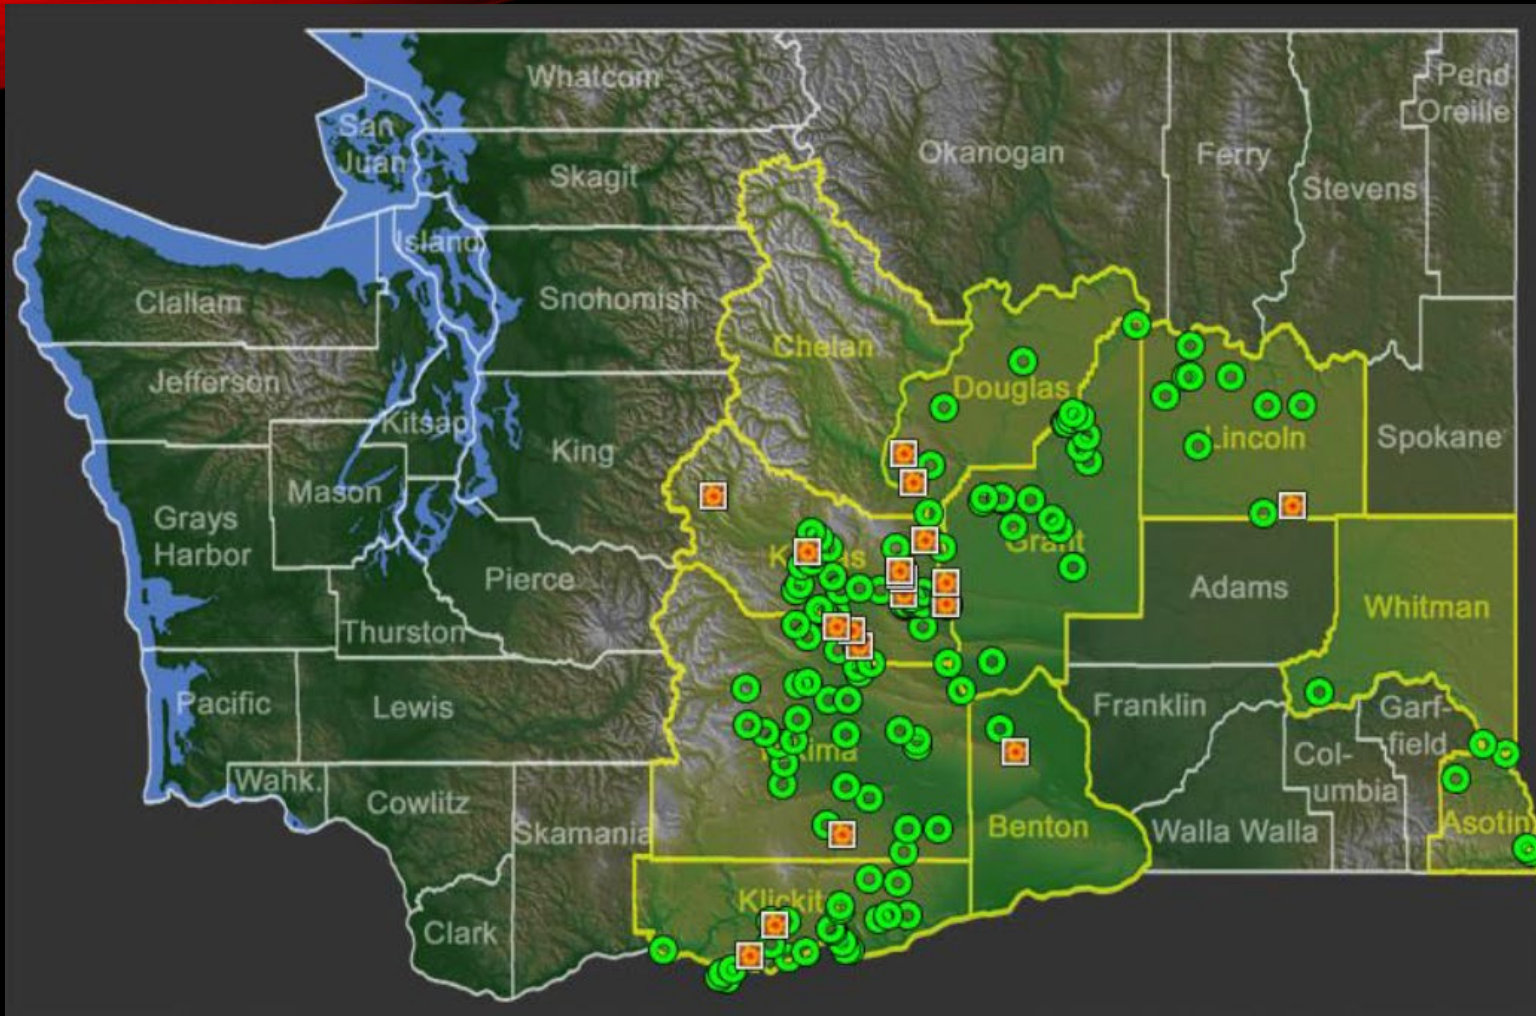 Whatcom
Pend
Oreille
San
Juan
Skagit
Okanogan
Ferry
Stevens
Island
Clallam
Snohomish
Chelan
Jefferson
Douglas
Kitsap
King
Lincoln
Spokane
Mason
Grays
Harbor
Grant
Pierce
Adams
Whitman
Thurston
Pacific
Lewis
Franklin
Garf-
field
Col-
umbia
Wahk.
Cowlitz
Skamania
Benton
Walla Walla
Asotin
Klickit
Clark